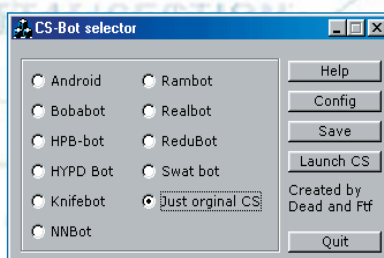 CS-Bot selector
Android
Bobabot
HPB-bot
HYPD Bot
Knifebot
NNBot
Rambot
Realbot
ReduBot
Swat bot
Just orginal CS
Help
Config
Save
Launch CS
Created by
Dead and Ftf
Quit